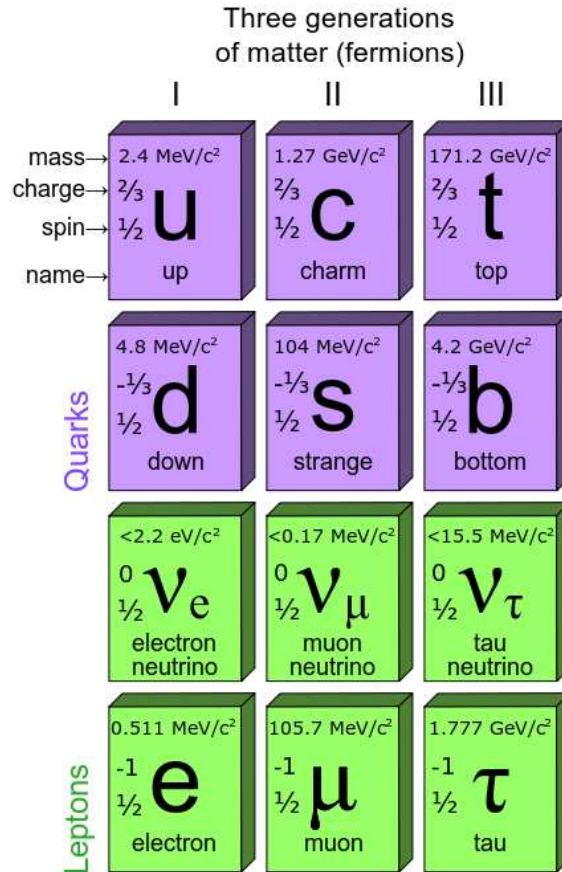 Three generations
of matter (fermions)
I II III
mass→ 2.4 MeV/c² 1.27 GeV/c² 171.2 GeV/c²
charge→ ⅔ ⅔ ⅔
u c t
spin→ ½ ½ ½
name→ up charm top
Quarks
4.8 MeV/c² 104 MeV/c² 4.2 GeV/c²
-⅓ -⅓ -⅓
d s b
½ ½ ½
down strange bottom
<2.2 eV/c² <0.17 MeV/c² <15.5 MeV/c²
0 0 0
νe νμ ντ
½ ½ ½
electron muon tau
neutrino neutrino neutrino
Leptons
0.511 MeV/c² 105.7 MeV/c² 1.777 GeV/c²
-1 -1 -1
e μ τ
½ ½ ½
electron muon tau